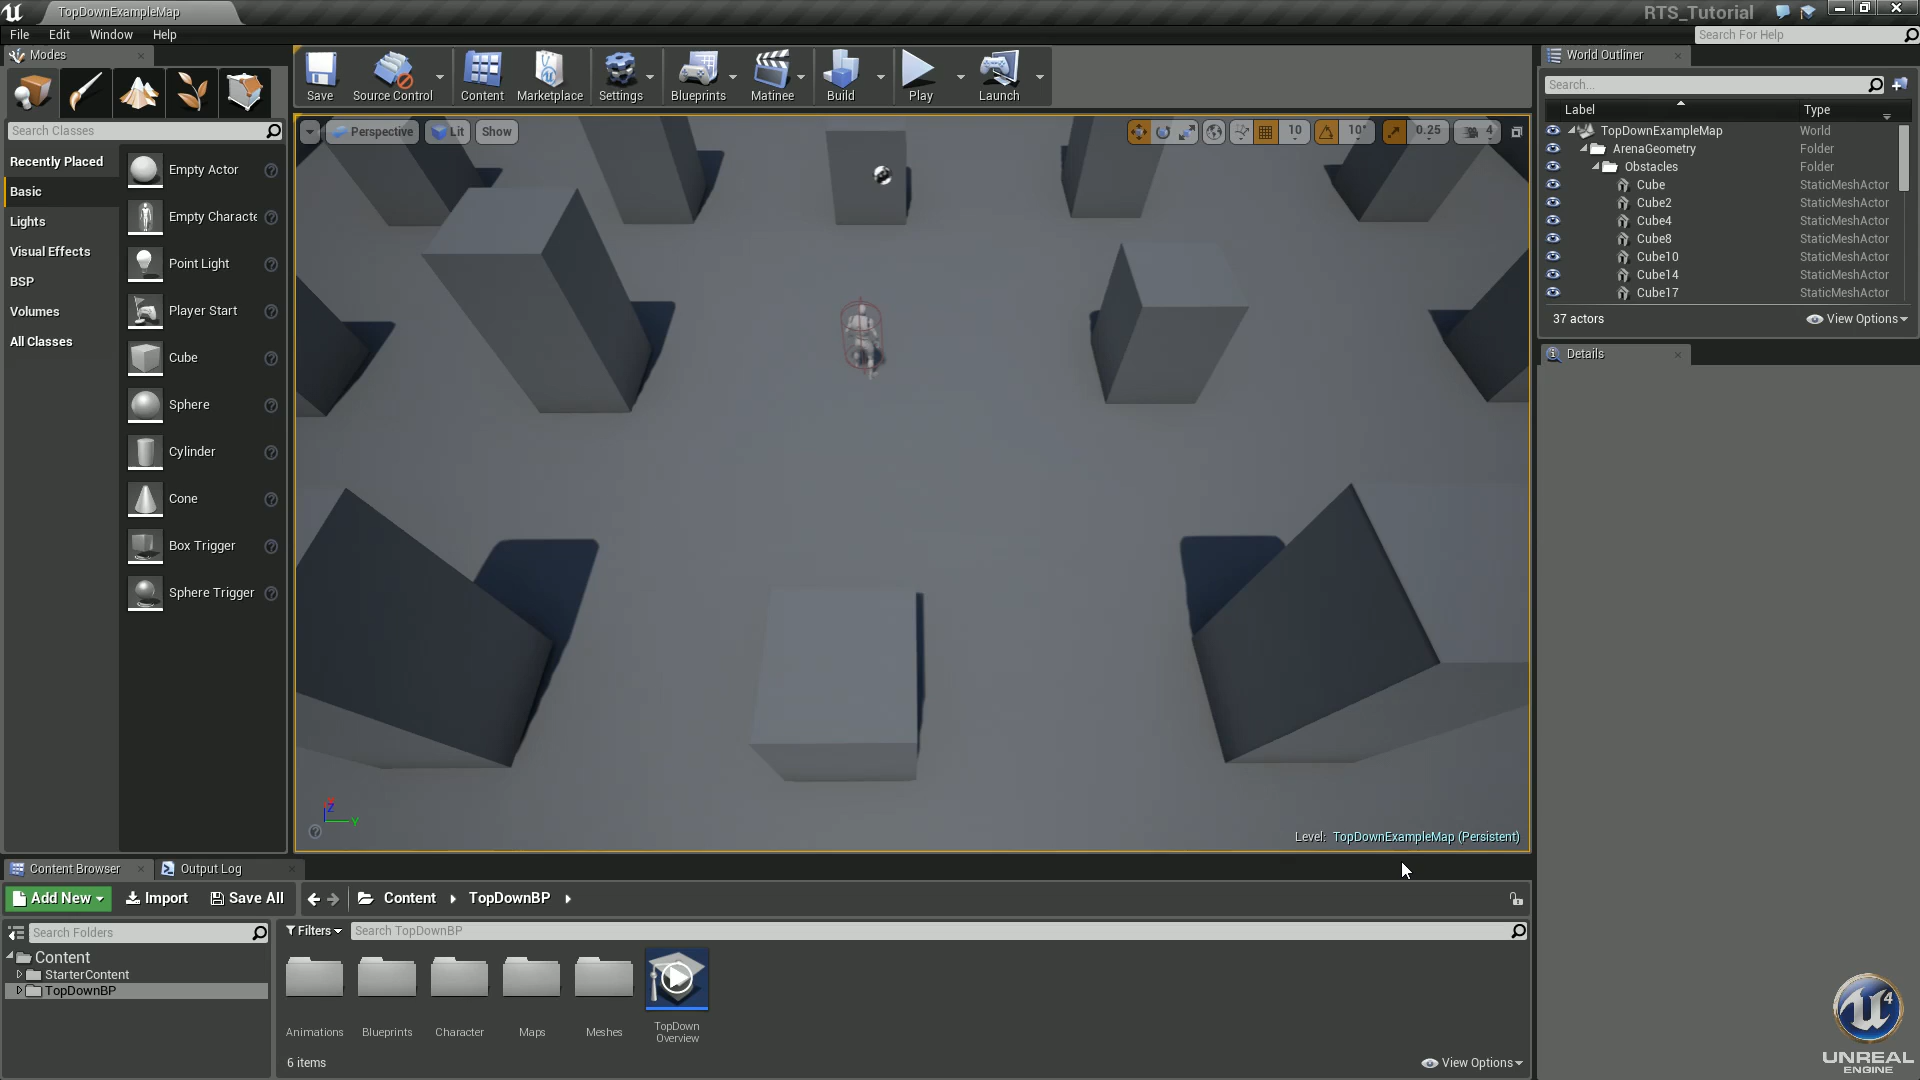 TopDownExampleMap
RTS_Tutorial
File Edit Window Help
Search For Help
Modes
Save
Source Control
Content
Marketplace
Settings
Blueprints
Matinee
Build
Play
Launch
World Outliner
Search...
Label Type
TopDownExampleMap World
ArenaGeometry Folder
Obstacles Folder
Cube StaticMeshActor
Cube2 StaticMeshActor
Cube4 StaticMeshActor
Cube8 StaticMeshActor
Cube10 StaticMeshActor
Cube14 StaticMeshActor
Cube17 StaticMeshActor
37 actors
View Options
Details
Search Classes
Recently Placed
Basic
Lights
Visual Effects
BSP
Volumes
All Classes
Empty Actor
Empty Characte
Point Light
Player Start
Cube
Sphere
Cylinder
Cone
Box Trigger
Sphere Trigger
Perspective
Lit
Show
10
10°
0.25
4
Z
Y
Level: TopDownExampleMap (Persistent)
Content Browser
Output Log
Add New
Import
Save All
Content
TopDownBP
Search Folders
Filters
Search TopDownBP
Content
StarterContent
TopDownBP
Animations
Blueprints
Character
Maps
Meshes
TopDown
Overview
6 items
View Options
4
UNREAL
ENGINE